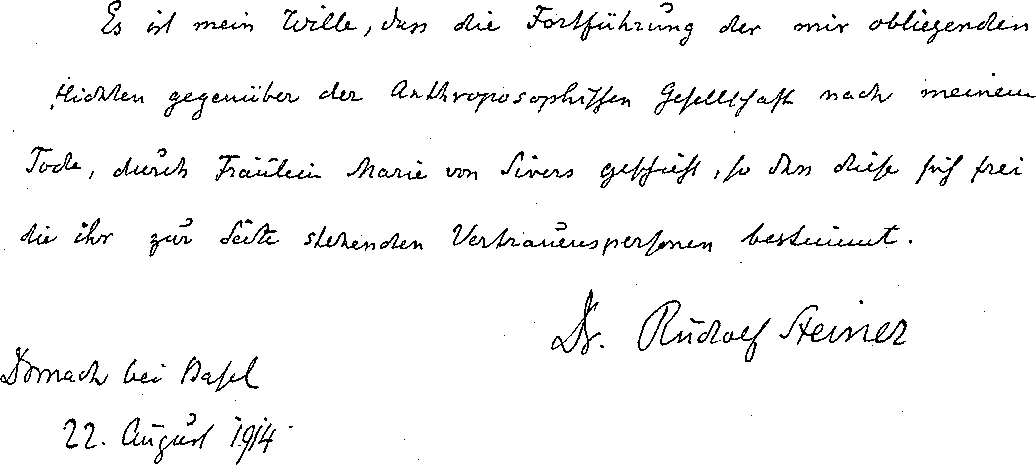 Es ist mein Wille, dass die Fortführung der mir obliegenden
Pflichten gegenüber der Anthroposophischen Gesellschaft nach meinem
Tode, durch Fräulein Marie von Sivers geschieht, so dass diese sich frei
die ihr zur Seite stehenden Vertrauenspersonen bestimmt.
Dr. Rudolf Steiner
Dornach bei Basel
22. August 1914